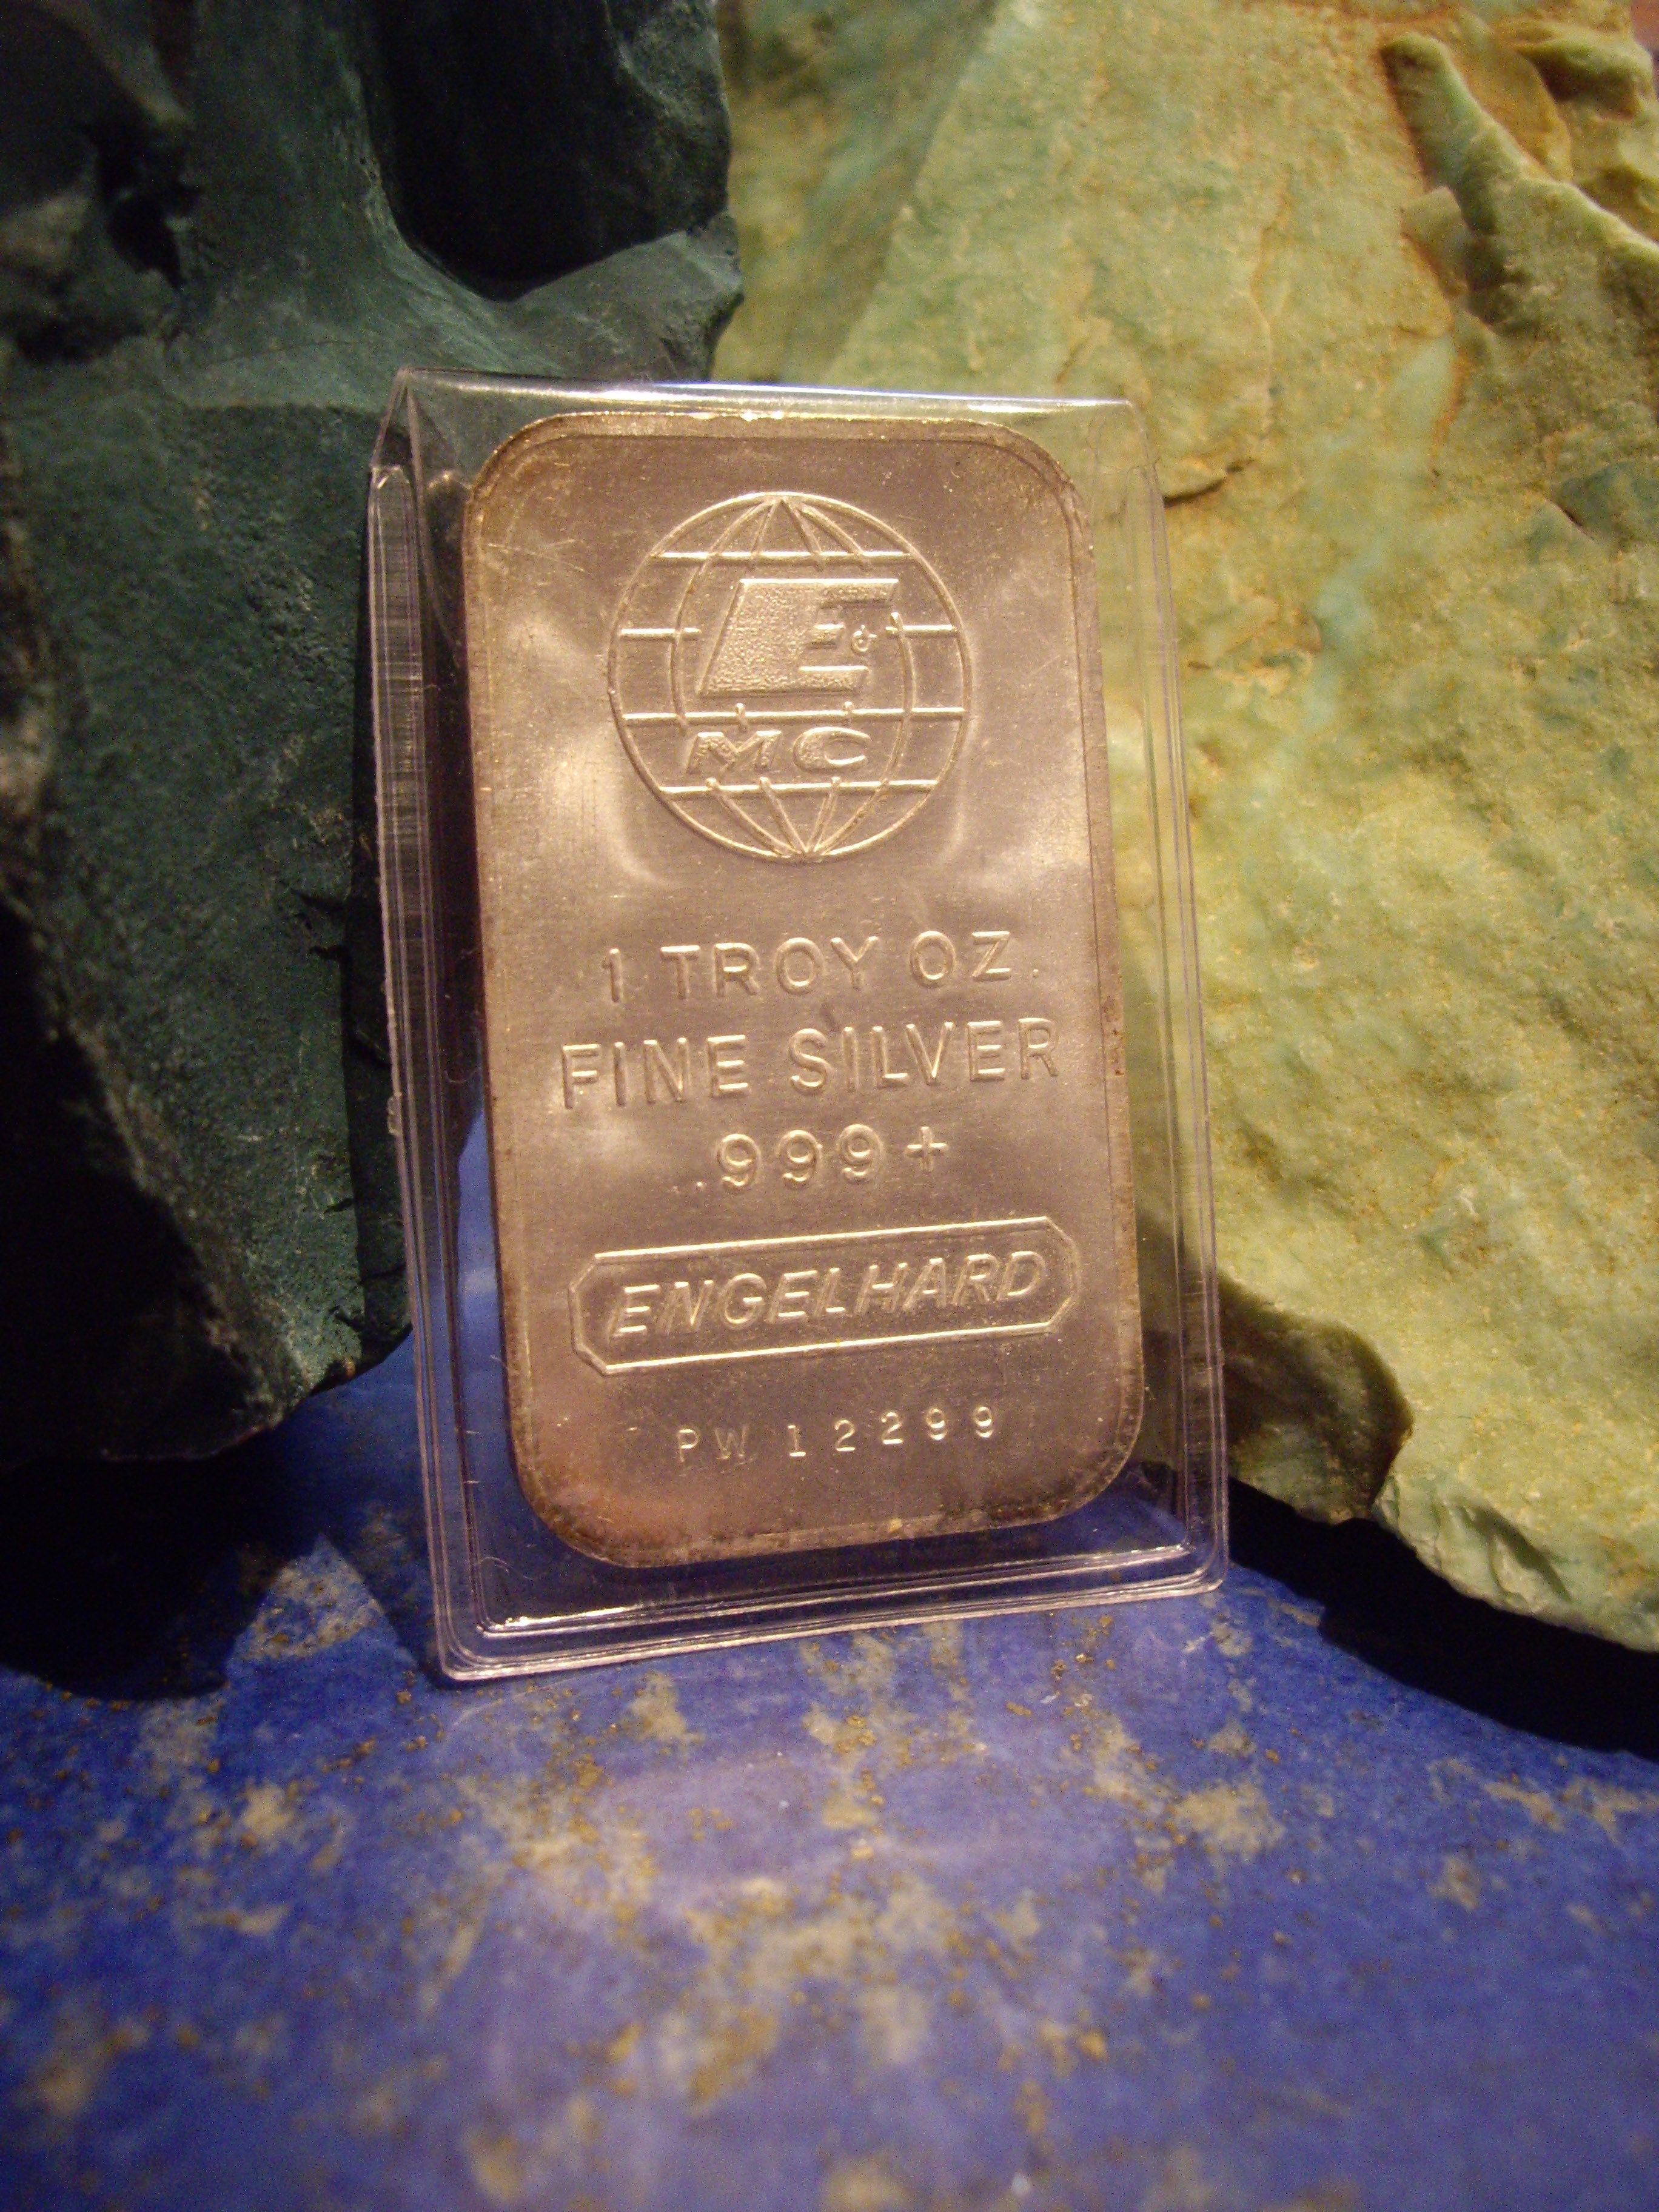 E&
MC
1 TROY OZ.
FINE SILVER
.999+
ENGELHARD
PW 12299